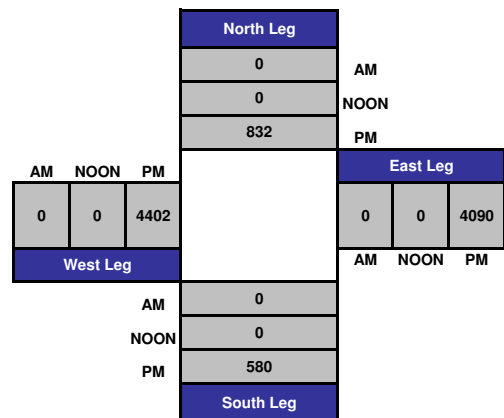 North Leg
0 AM
0 NOON
832 PM
AM NOON PM
East Leg
0 0 4402
0 0 4090
West Leg
AM NOON PM
AM 0
NOON 0
PM 580
South Leg